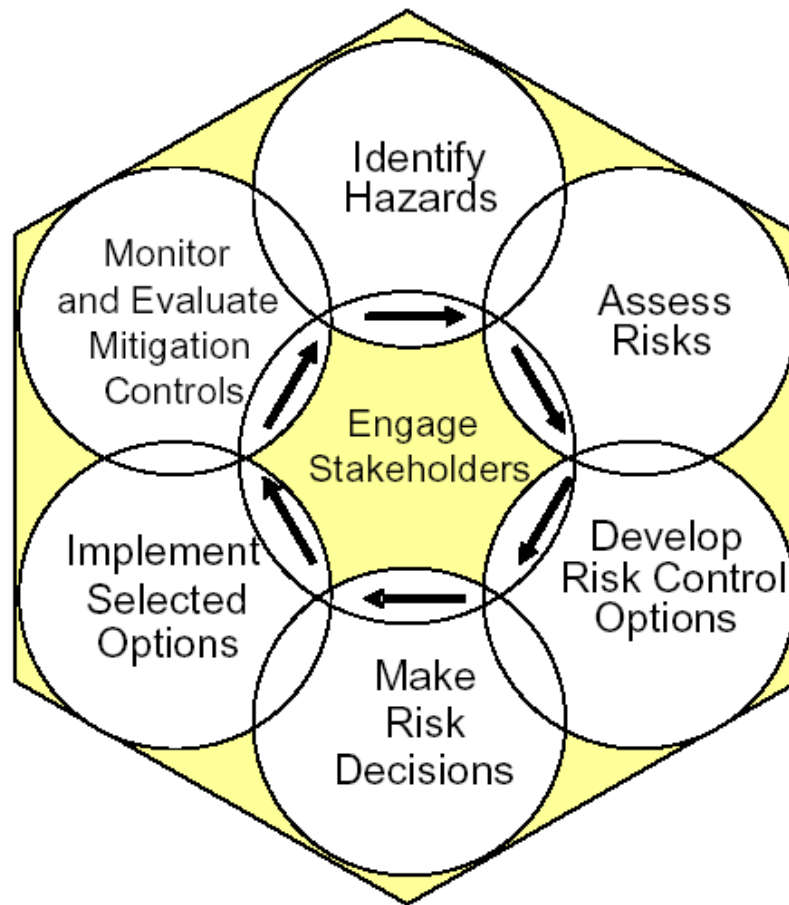 Identify
Hazards
Assess
Risks
Develop
Risk Control
Options
Make
Risk
Decisions
Implement
Selected
Options
Monitor
and Evaluate
Mitigation
Controls
Engage
Stakeholders